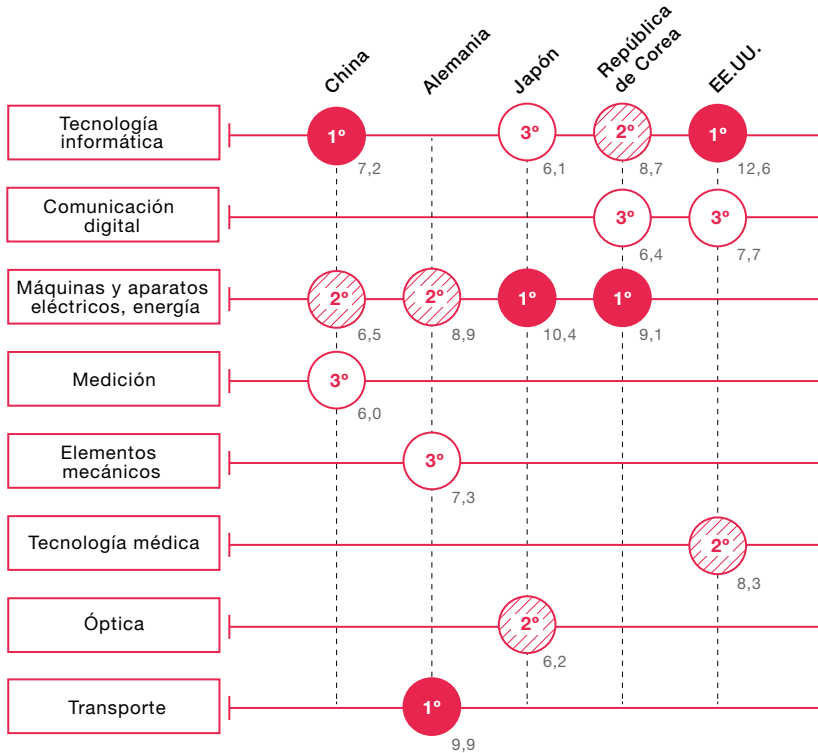 China
Alemania
Japón
República
de Corea
EE.UU.
Tecnología
informática
1º
3º
2º
1º
7,2
6,1
8,7
12,6
Comunicación
digital
3º
3º
6,4
7,7
Máquinas y aparatos
eléctricos, energía
2º
2º
1º
1º
6,5
8,9
10,4
9,1
Medición
3º
6,0
Elementos
mecánicos
3º
7,3
Tecnología médica
2º
8,3
Óptica
2º
6,2
Transporte
1º
9,9